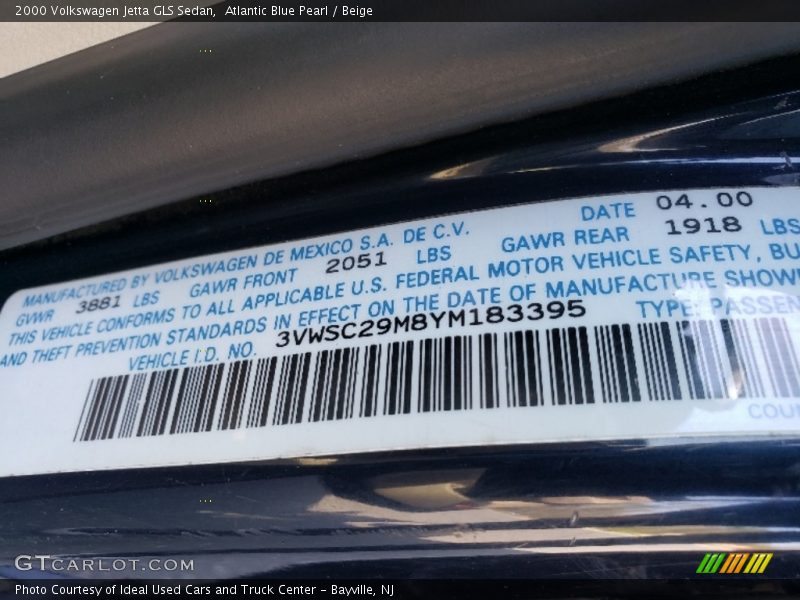 2000 Volkswagen Jetta GLS Sedan,  Atlantic Blue Pearl / Beige
MANUFACTURED BY VOLKSWAGEN DE MEXICO S.A. DE C.V. DATE 04.00
GVWR 3881 LBS GAWR FRONT 2051 LBS GAWR REAR 1918 LBS
THIS VEHICLE CONFORMS TO ALL APPLICABLE U.S. FEDERAL MOTOR VEHICLE SAFETY, BU
AND THEFT PREVENTION STANDARDS IN EFFECT ON THE DATE OF MANUFACTURE SHOW
VEHICLE I.D. NO. 3VWSC29M8YM183395 TYPE: PASSEN
COU
GTCARLOT.COM
Photo Courtesy of Ideal Used Cars and Truck Center – Bayville, NJ